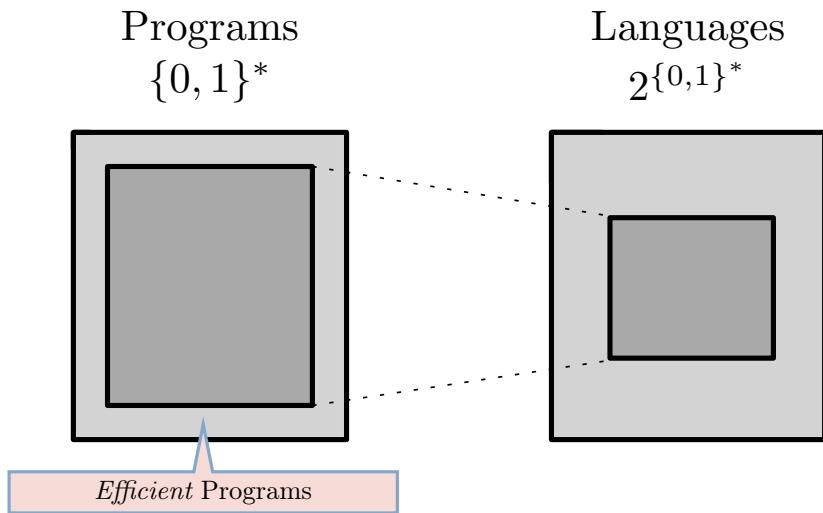 Programs
{0, 1}*
Languages
2^{0,1}*
Efficient Programs